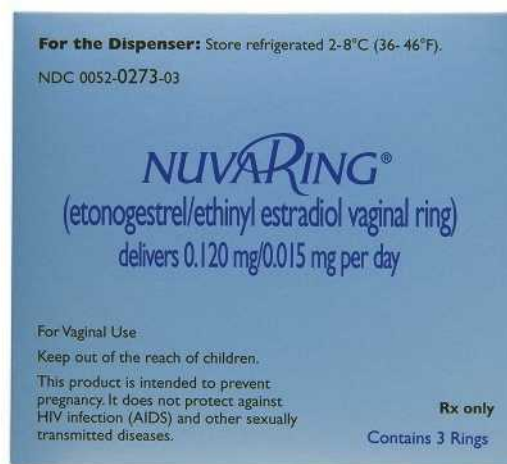 For the Dispenser: Store refrigerated 2-8°C (36- 46°F).
NDC 0052-0273-03
NUVARING®
(etonogestrel/ethinyl estradiol vaginal ring)
delivers 0.120 mg/0.015 mg per day
For Vaginal Use
Keep out of the reach of children.
This product is intended to prevent
pregnancy. It does not protect against
HIV infection (AIDS) and other sexually
transmitted diseases.
Rx only
Contains 3 Rings